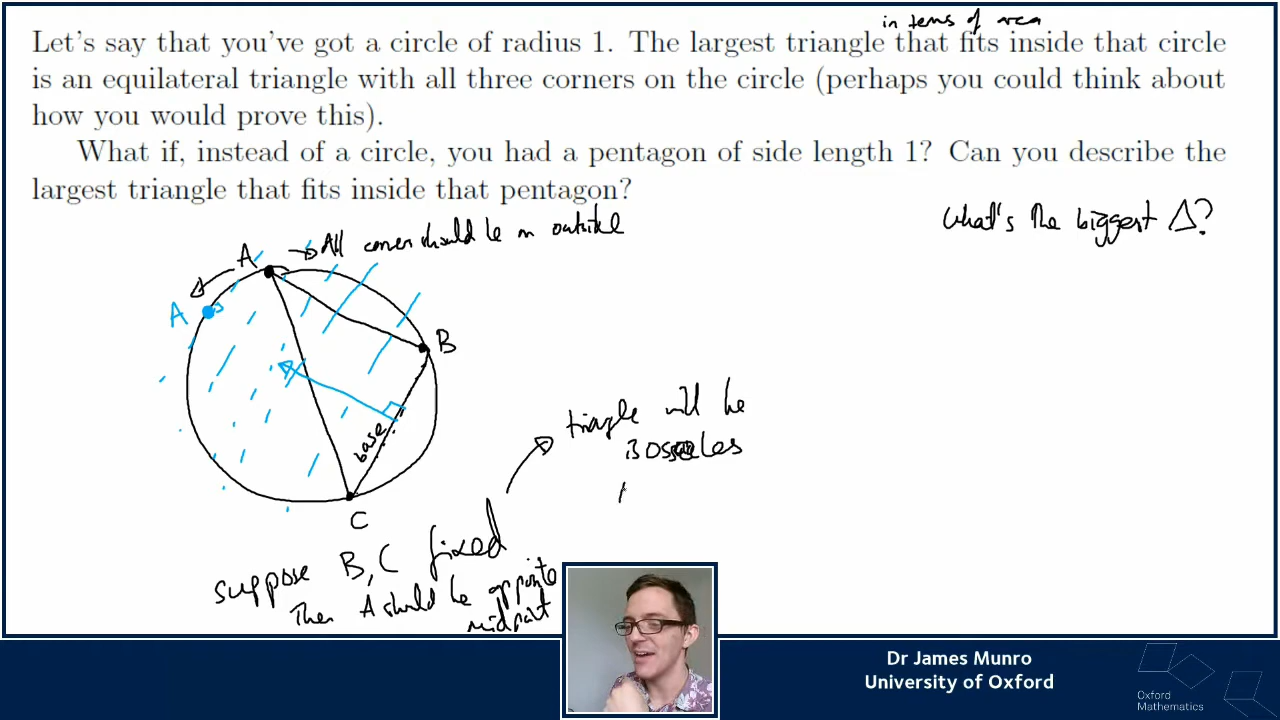 in terms of area
Let's say that you've got a circle of radius 1. The largest triangle that fits inside that circle
is an equilateral triangle with all three corners on the circle (perhaps you could think about
how you would prove this).
What if, instead of a circle, you had a pentagon of side length 1? Can you describe the
largest triangle that fits inside that pentagon?
What's the biggest Δ?
All corners should be on outside
A
A
B
base
C
triangle will be
isosceles
suppose B, C fixed
Then A should be opposite
midpoint
Dr James Munro
University of Oxford
Oxford
Mathematics